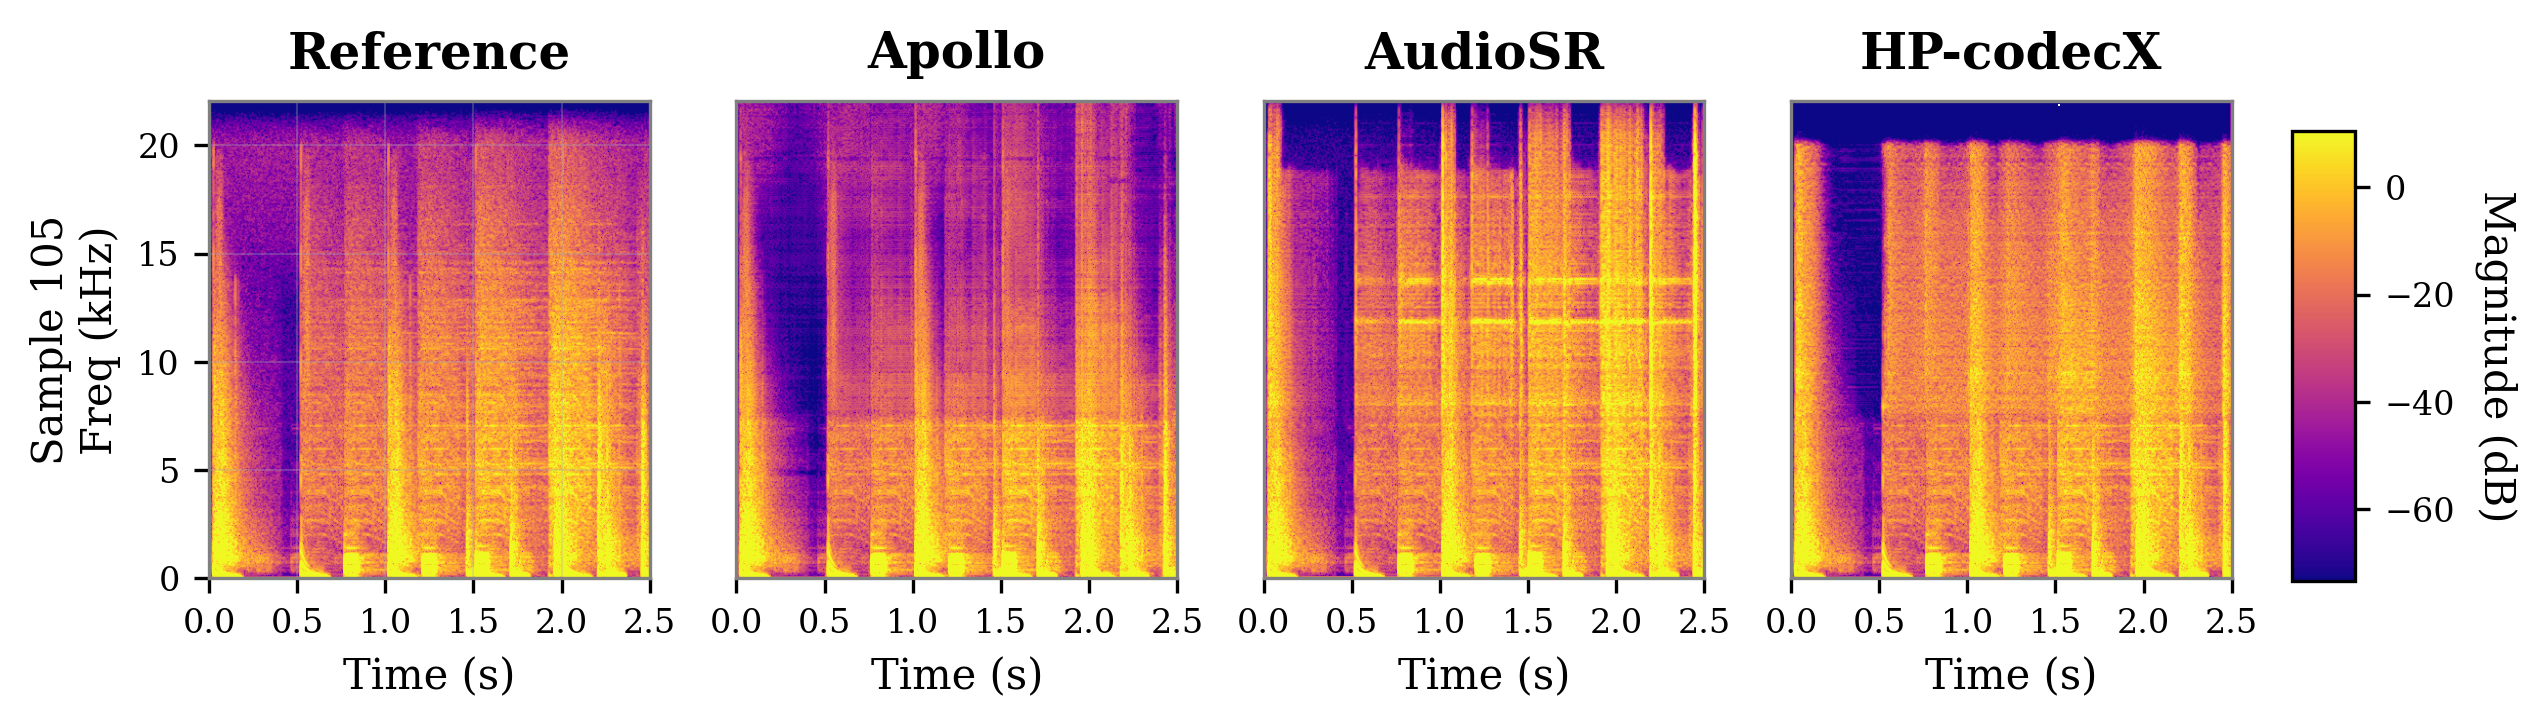 Reference
Apollo
AudioSR
HP-codecX
Sample 105
Freq (kHz)
20
15
10
5
0
0.0 0.5 1.0 1.5 2.0 2.5
Time (s)
0.0 0.5 1.0 1.5 2.0 2.5
Time (s)
0.0 0.5 1.0 1.5 2.0 2.5
Time (s)
0.0 0.5 1.0 1.5 2.0 2.5
Time (s)
0
−20
−40
−60
Magnitude (dB)